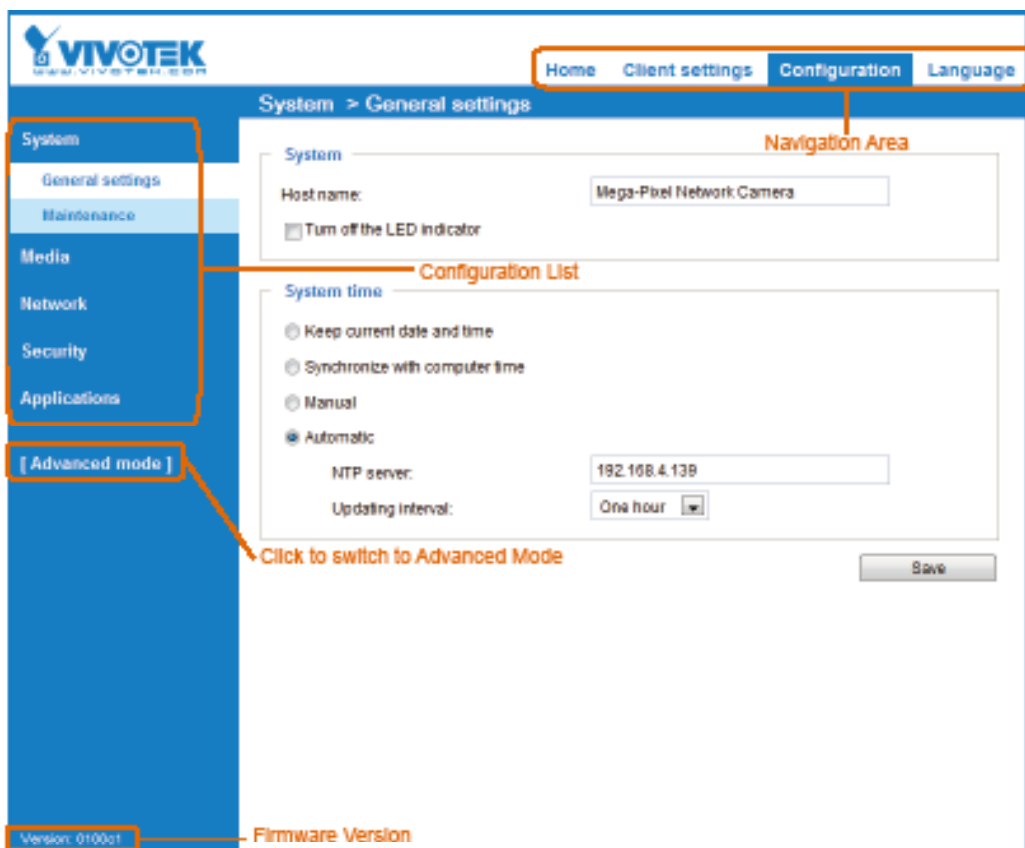 VIVOTEK
WWW.VIVOTEK.COM
Home Client settings Configuration Language
System > General settings
Navigation Area
System
General settings
Maintenance
Media
Network
Security
Applications
[ Advanced mode ]
Configuration List
System
Host name: Mega-Pixel Network Camera
Turn off the LED indicator
System time
Keep current date and time
Synchronize with computer time
Manual
Automatic
NTP server: 192.168.4.139
Updating interval: One hour
Click to switch to Advanced Mode
Save
Version: 0100c1
Firmware Version